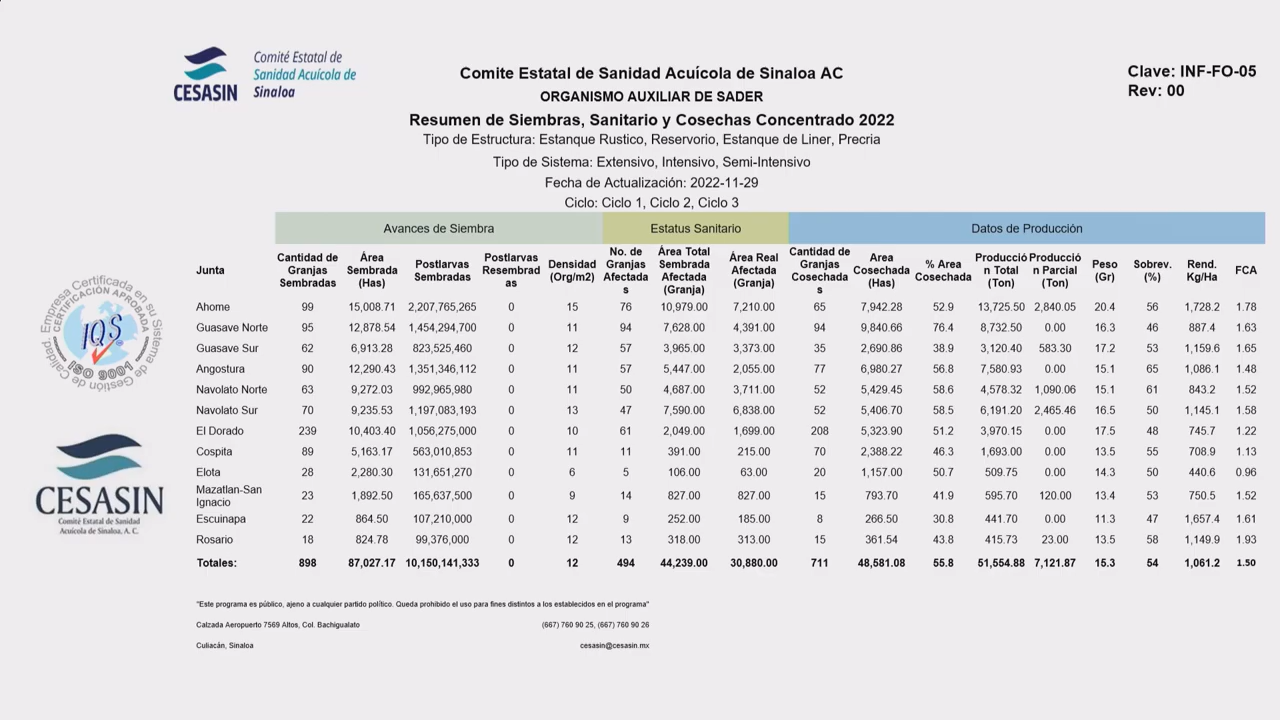 CESASIN
Comité Estatal de
Sanidad Acuícola de
Sinaloa
Comite Estatal de Sanidad Acuícola de Sinaloa AC
ORGANISMO AUXILIAR DE SADER
Resumen de Siembras, Sanitario y Cosechas Concentrado 2022
Tipo de Estructura: Estanque Rustico, Reservorio, Estanque de Liner, Precria
Tipo de Sistema: Extensivo, Intensivo, Semi-Intensivo
Fecha de Actualización: 2022-11-29
Ciclo: Ciclo 1, Ciclo 2, Ciclo 3
Clave: INF-FO-05
Rev: 00
Avances de Siembra Estatus Sanitario Datos de Producción
Junta
Cantidad de
Granjas
Sembradas
Área
Sembrada
(Has)
Postlarvas
Sembradas
Postlarvas
Resembrad
as
Densidad
(Org/m2)
No. de
Granjas
Afectada
s
Área Total
Sembrada
Afectada
(Granja)
Área Real
Afectada
(Granja)
Cantidad de
Granjas
Cosechada
s
Area
Cosechada
(Has)
% Area
Cosechada
Producció
n Total
(Ton)
Producció
n Parcial
(Ton)
Peso
(Gr)
Sobrev.
(%)
Rend.
Kg/Ha
FCA
Ahome 99 15,008.71 2,207,765,265 0 15 76 10,979.00 7,210.00 65 7,942.28 52.9 13,725.50 2,840.05 20.4 56 1,728.2 1.78
Guasave Norte 95 12,878.54 1,454,294,700 0 11 94 7,628.00 4,391.00 94 9,840.66 76.4 8,732.50 0.00 16.3 46 887.4 1.63
Guasave Sur 62 6,913.28 823,525,460 0 12 57 3,965.00 3,373.00 35 2,690.86 38.9 3,120.40 583.30 17.2 53 1,159.6 1.65
Angostura 90 12,290.43 1,351,346,112 0 11 57 5,447.00 2,055.00 77 6,980.27 56.8 7,580.93 0.00 15.1 65 1,086.1 1.48
Navolato Norte 63 9,272.03 992,965,980 0 11 50 4,687.00 3,711.00 52 5,429.45 58.6 4,578.32 1,090.06 15.1 61 843.2 1.52
Navolato Sur 70 9,235.53 1,197,083,193 0 13 47 7,590.00 6,838.00 52 5,406.70 58.5 6,191.20 2,465.46 16.5 50 1,145.1 1.58
El Dorado 239 10,403.40 1,056,275,000 0 10 61 2,049.00 1,699.00 208 5,323.90 51.2 3,970.15 0.00 17.5 48 745.7 1.22
Cospita 89 5,163.17 563,010,853 0 11 11 391.00 215.00 70 2,388.22 46.3 1,693.00 0.00 13.5 55 708.9 1.13
Elota 28 2,280.30 131,651,270 0 6 5 106.00 63.00 20 1,157.00 50.7 509.75 0.00 14.3 50 440.6 0.96
Mazatlan-San
Ignacio 23 1,892.50 165,637,500 0 9 14 827.00 827.00 15 793.70 41.9 595.70 120.00 13.4 53 750.5 1.52
Escuinapa 22 864.50 107,210,000 0 12 9 252.00 185.00 8 266.50 30.8 441.70 0.00 11.3 47 1,657.4 1.61
Rosario 18 824.78 99,376,000 0 12 13 318.00 313.00 15 361.54 43.8 415.73 23.00 13.5 58 1,149.9 1.93
Totales: 898 87,027.17 10,150,141,333 0 12 494 44,239.00 30,880.00 711 48,581.08 55.8 51,554.88 7,121.87 15.3 54 1,061.2 1.50
Empresa Certificada en su Sistema de Gestión de Calidad
CERTIFICACIÓN APROBADA
IQS
ISO 9001
CESASIN
Comité Estatal de Sanidad
Acuícola de Sinaloa, A. C.
"Este programa es público, ajeno a cualquier partido político. Queda prohibido el uso para fines distintos a los establecidos en el programa"
Calzada Aeropuerto 7569 Altos, Col. Bachigualato (667) 760 90 25, (667) 760 90 26
Culiacán, Sinaloa cesasin@cesasin.mx